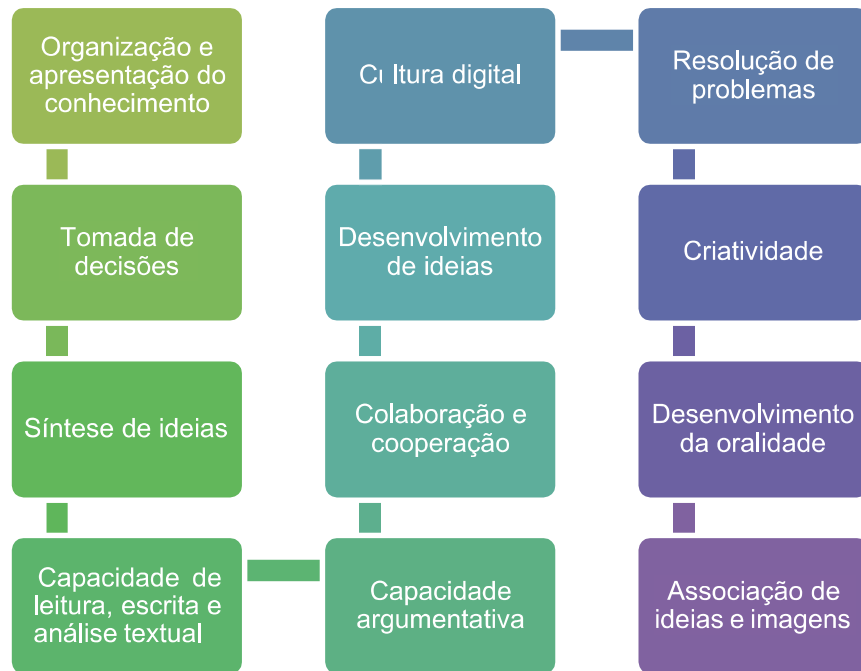 Organização e
apresentação do
conhecimento
Tomada de
decisões
Síntese de ideias
Capacidade de
leitura, escrita e
análise textual
Capacidade
argumentativa
Colaboração e
cooperação
Desenvolvimento
de ideias
Cultura digital
Resolução de
problemas
Criatividade
Desenvolvimento
da oralidade
Associação de
ideias e imagens